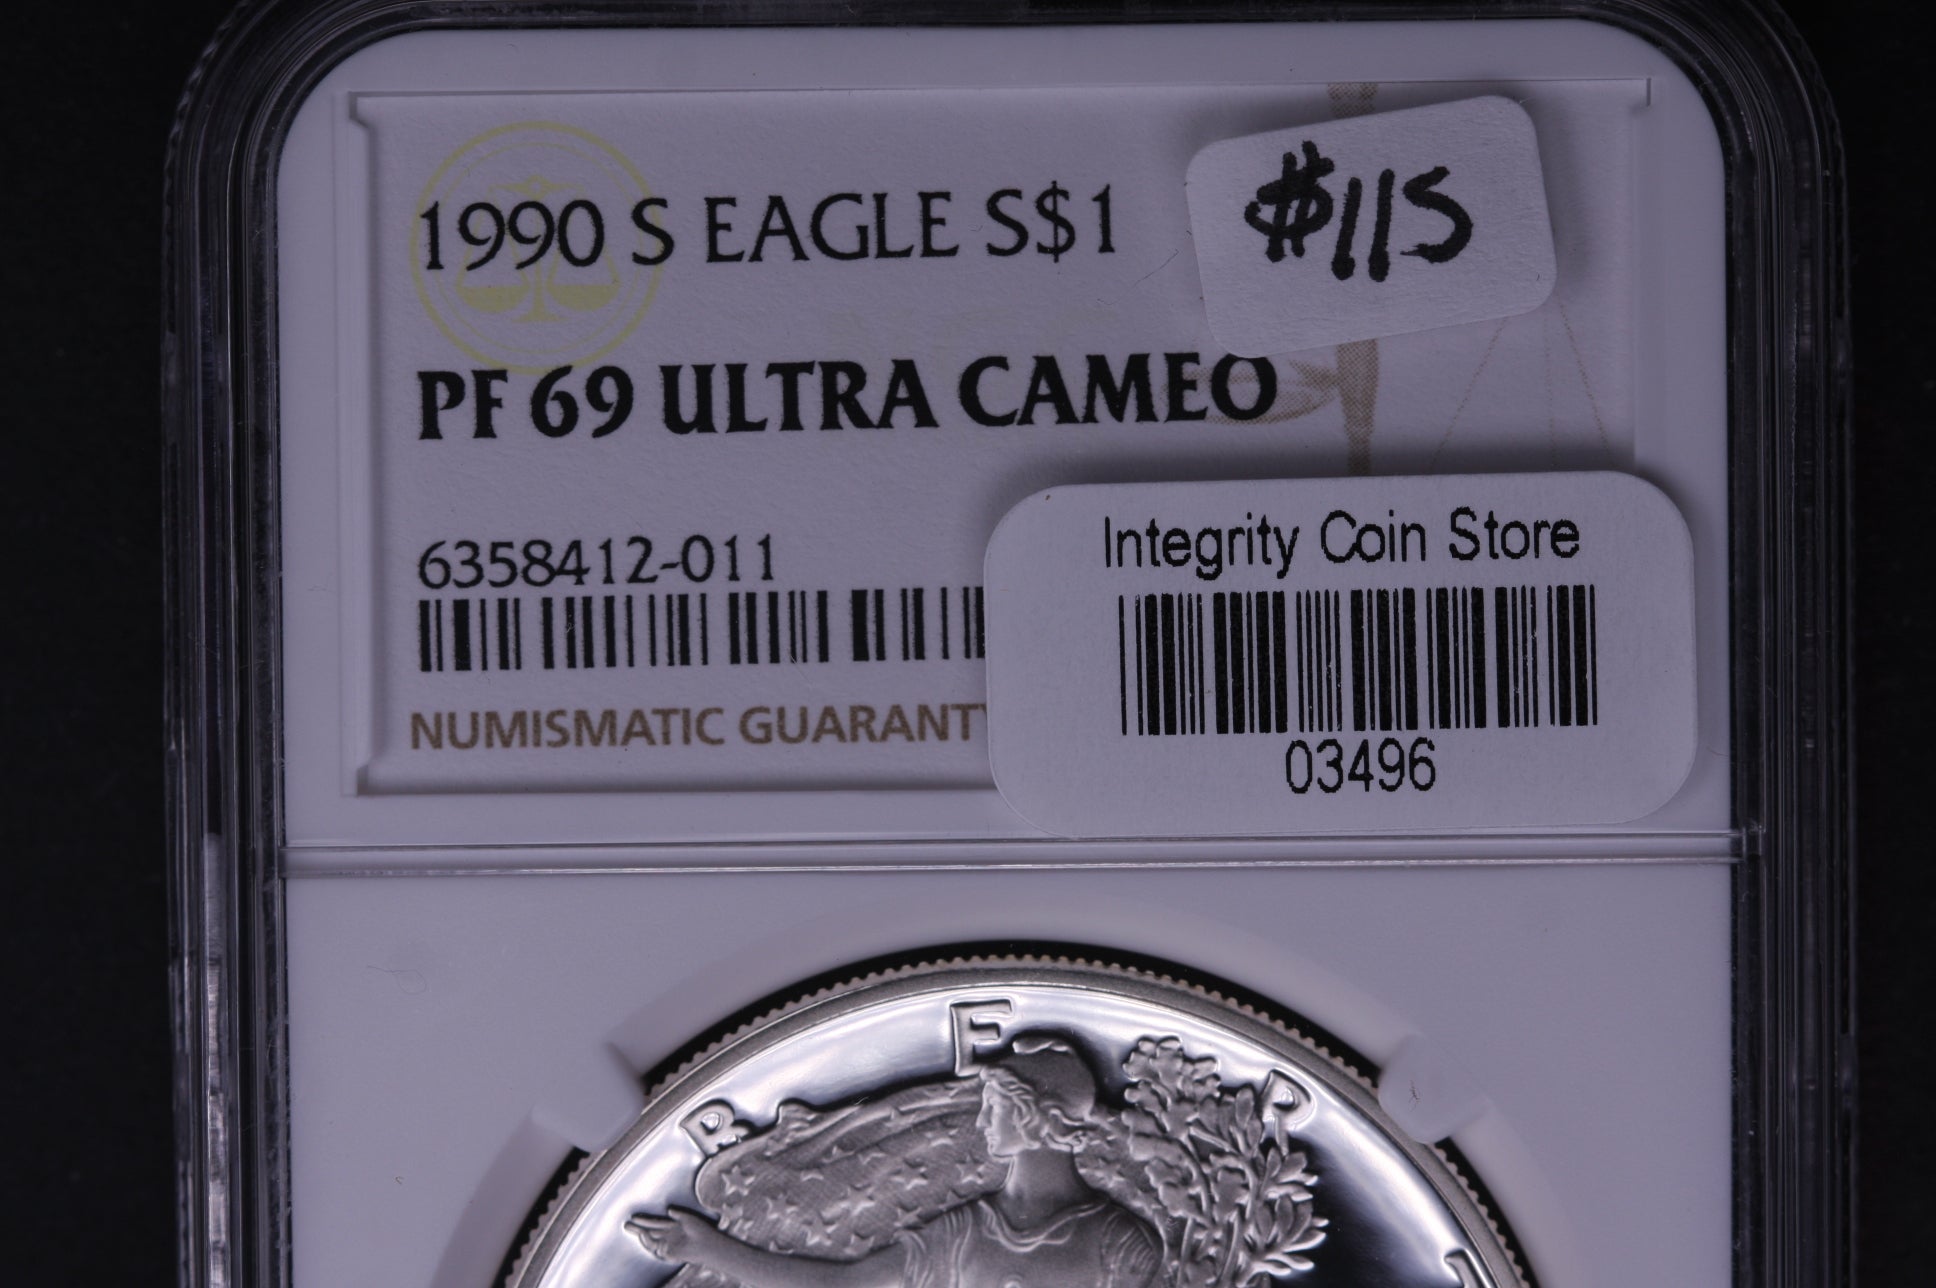 1990 S EAGLE S$1
$115
PF 69 ULTRA CAMEO
6358412-011
NUMISMATIC GUARANT
Integrity Coin Store
03496
R E P T